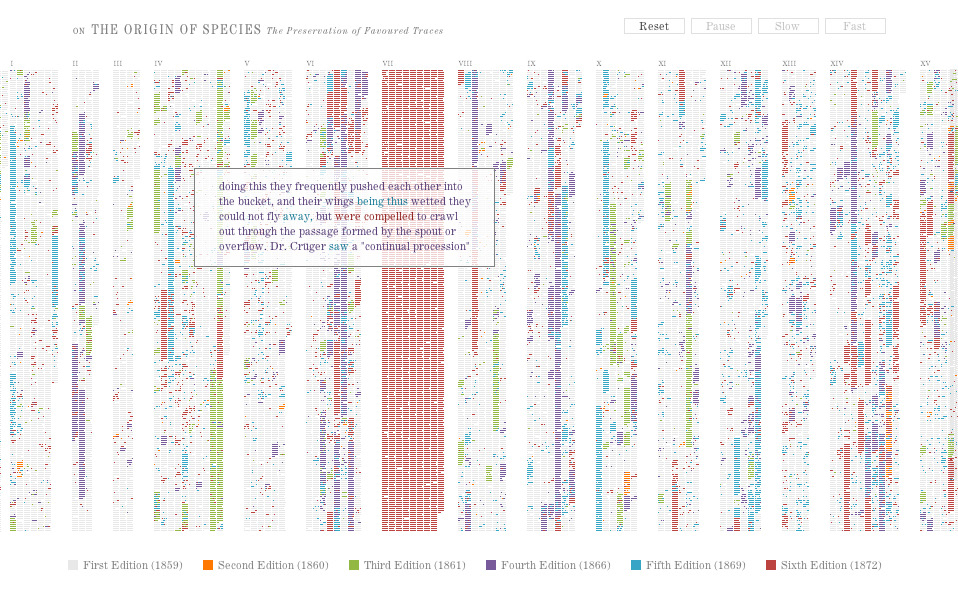 ON THE ORIGIN OF SPECIES The Preservation of Favoured Traces
Reset Pause Slow Fast
I II III IV V VI VII VIII IX X XI XII XIII XIV XV
doing this they frequently pushed each other into
the bucket, and their wings being thus wetted they
could not fly away, but were compelled to crawl
out through the passage formed by the spout or
overflow. Dr. Crüger saw a "continual procession"
First Edition (1859) Second Edition (1860) Third Edition (1861) Fourth Edition (1866) Fifth Edition (1869) Sixth Edition (1872)